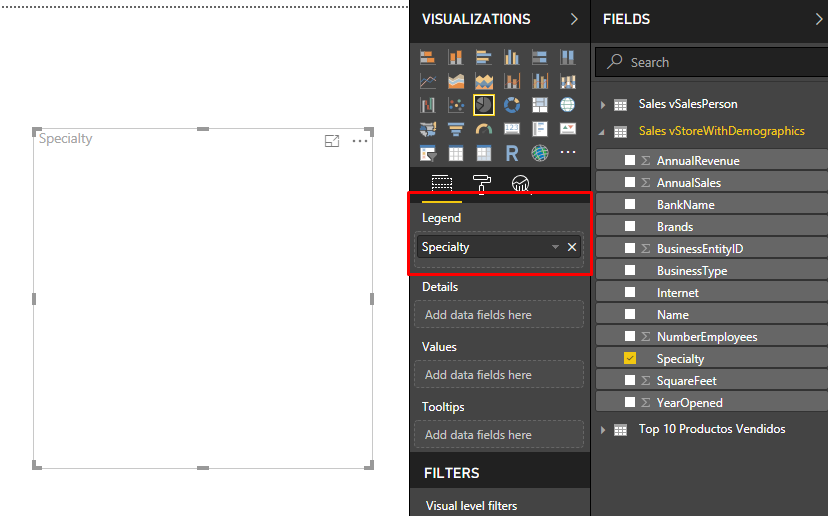 Specialty
VISUALIZATIONS
R
Legend
Specialty
Details
Add data fields here
Values
Add data fields here
Tooltips
Add data fields here
FILTERS
Visual level filters
FIELDS
Search
Sales vSalesPerson
Sales vStoreWithDemographics
Σ AnnualRevenue
Σ AnnualSales
BankName
Brands
Σ BusinessEntityID
BusinessType
Internet
Name
Σ NumberEmployees
Specialty
Σ SquareFeet
Σ YearOpened
Top 10 Productos Vendidos